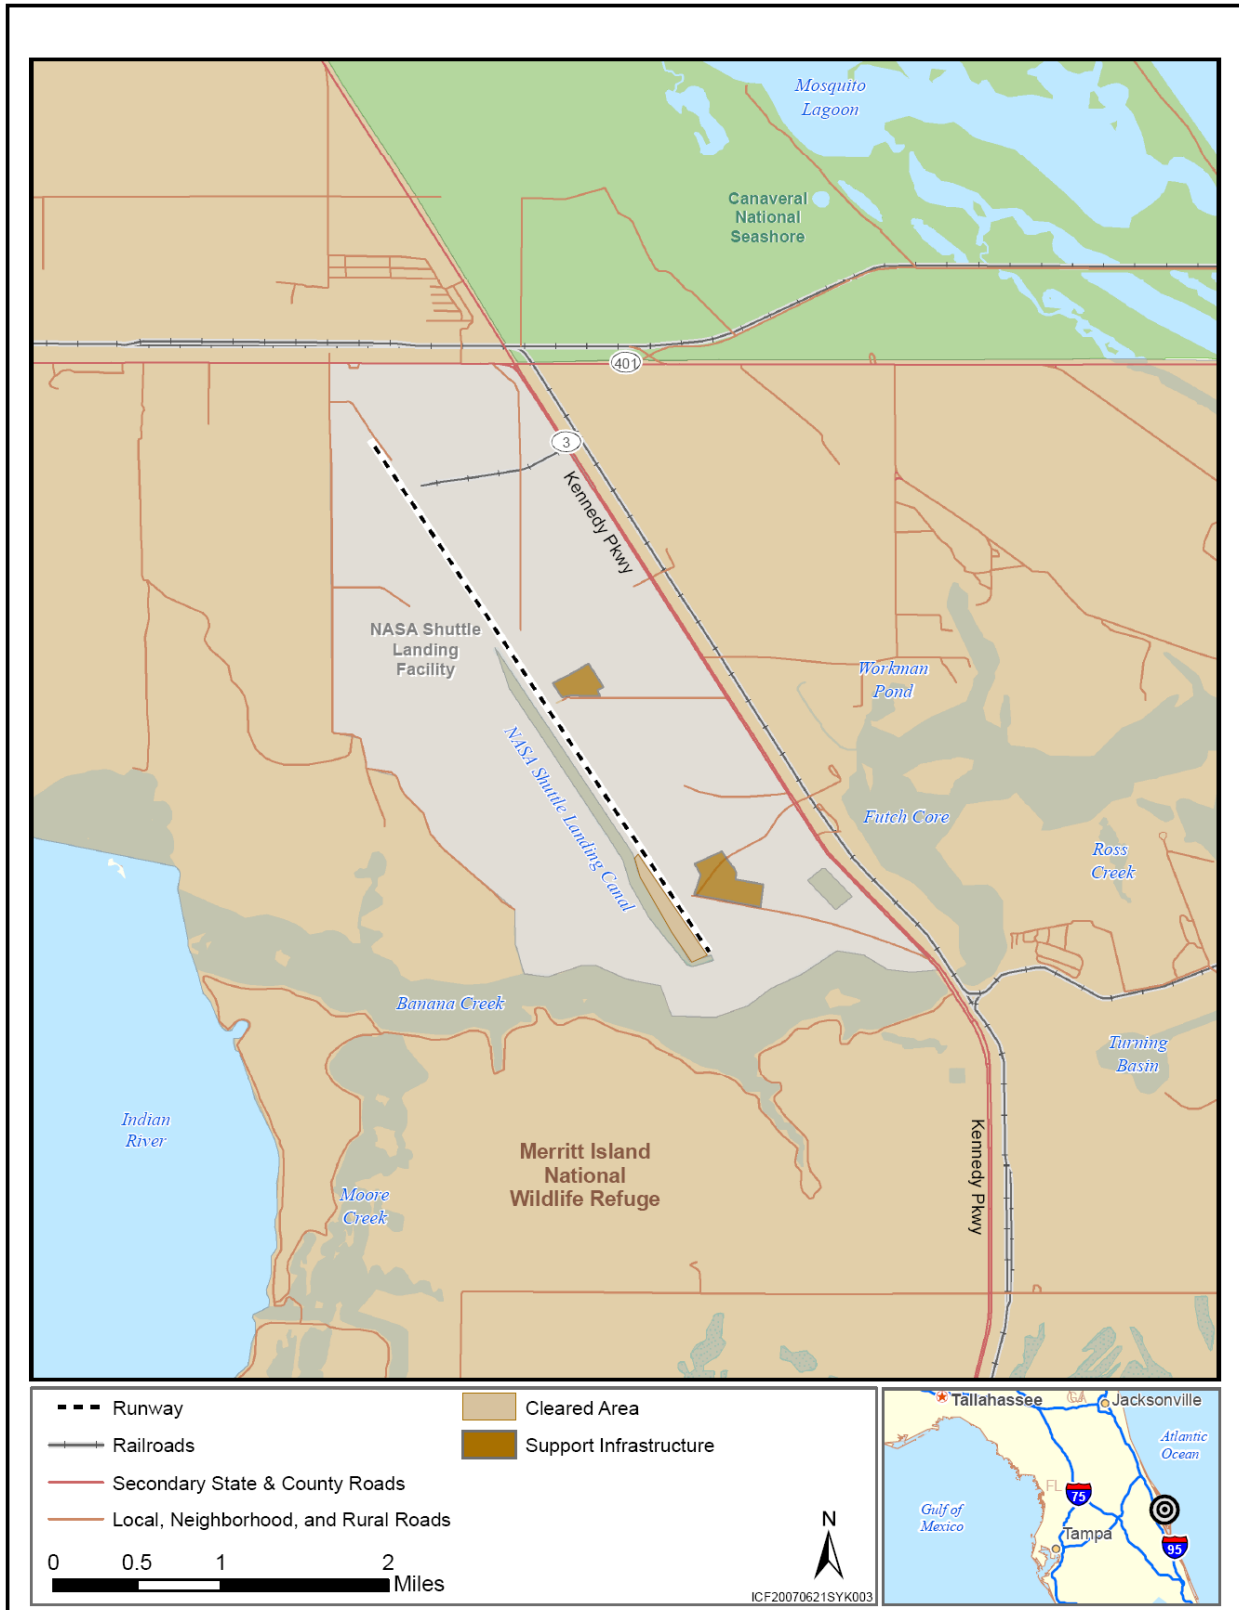 Mosquito
Lagoon
Canaveral
National
Seashore
401
3
Kennedy Pkwy
NASA Shuttle
Landing
Facility
Workman
Pond
NASA Shuttle Landing Canal
Futch Core
Ross
Creek
Banana Creek
Turning
Basin
Indian
River
Merritt Island
National
Wildlife Refuge
Kennedy Pkwy
Moore
Creek
Runway
Railroads
Secondary State & County Roads
Local, Neighborhood, and Rural Roads
Cleared Area
Support Infrastructure
0 0.5 1 2
Miles
N
ICF20070621SYK003
Tallahassee
GA
Jacksonville
Atlantic
Ocean
FL
75
Gulf of
Mexico
Tampa
95